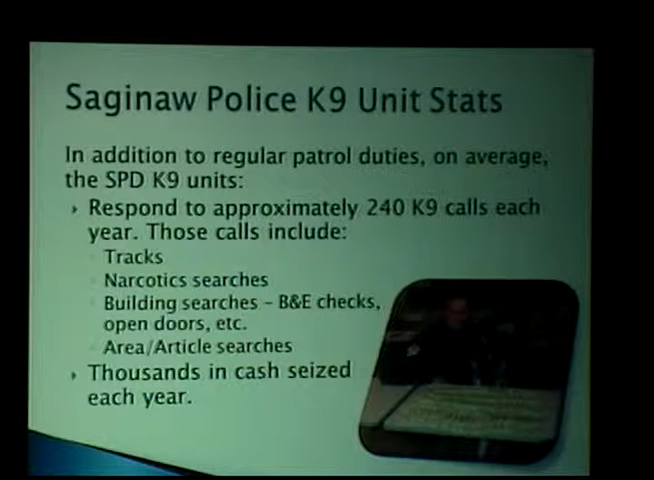 Saginaw Police K9 Unit Stats
In addition to regular patrol duties, on average,
the SPD K9 units:
Respond to approximately 240 K9 calls each
year. Those calls include:
Tracks
Narcotics searches
Building searches – B&E checks,
open doors, etc.
Area/Article searches
Thousands in cash seized
each year.